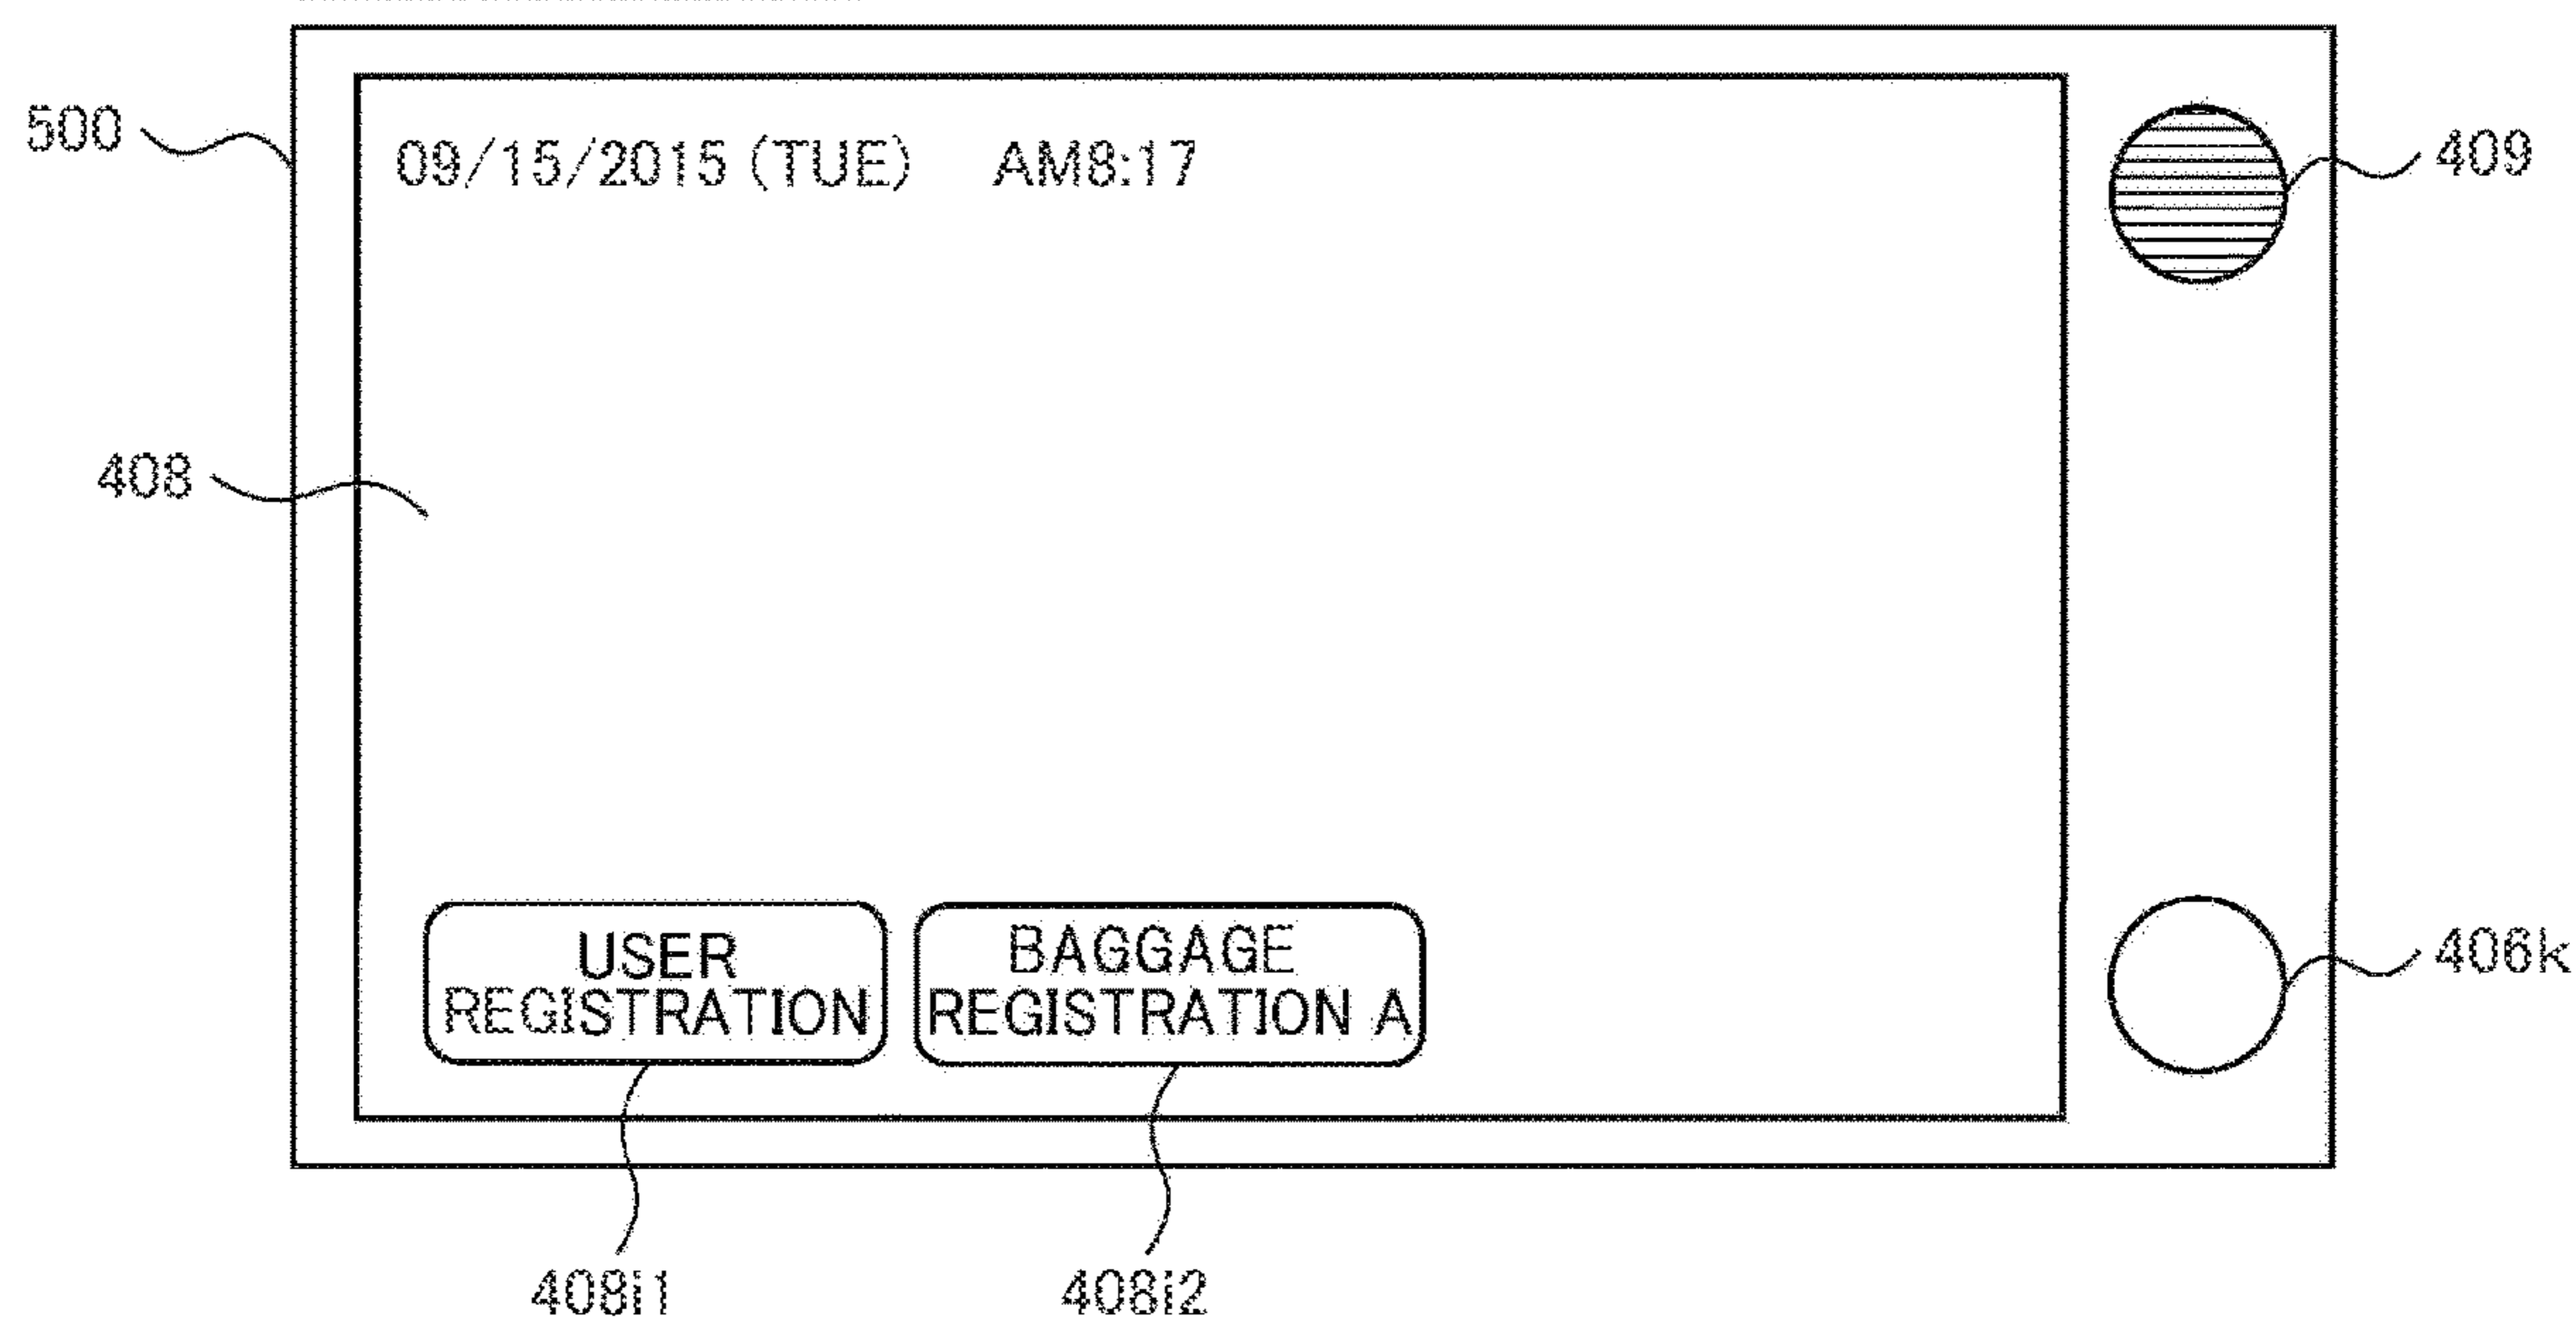 500
09/15/2015 (TUE) AM8:17
409
408
USER
REGISTRATION
BAGGAGE
REGISTRATION A
406k
408i1
408i2